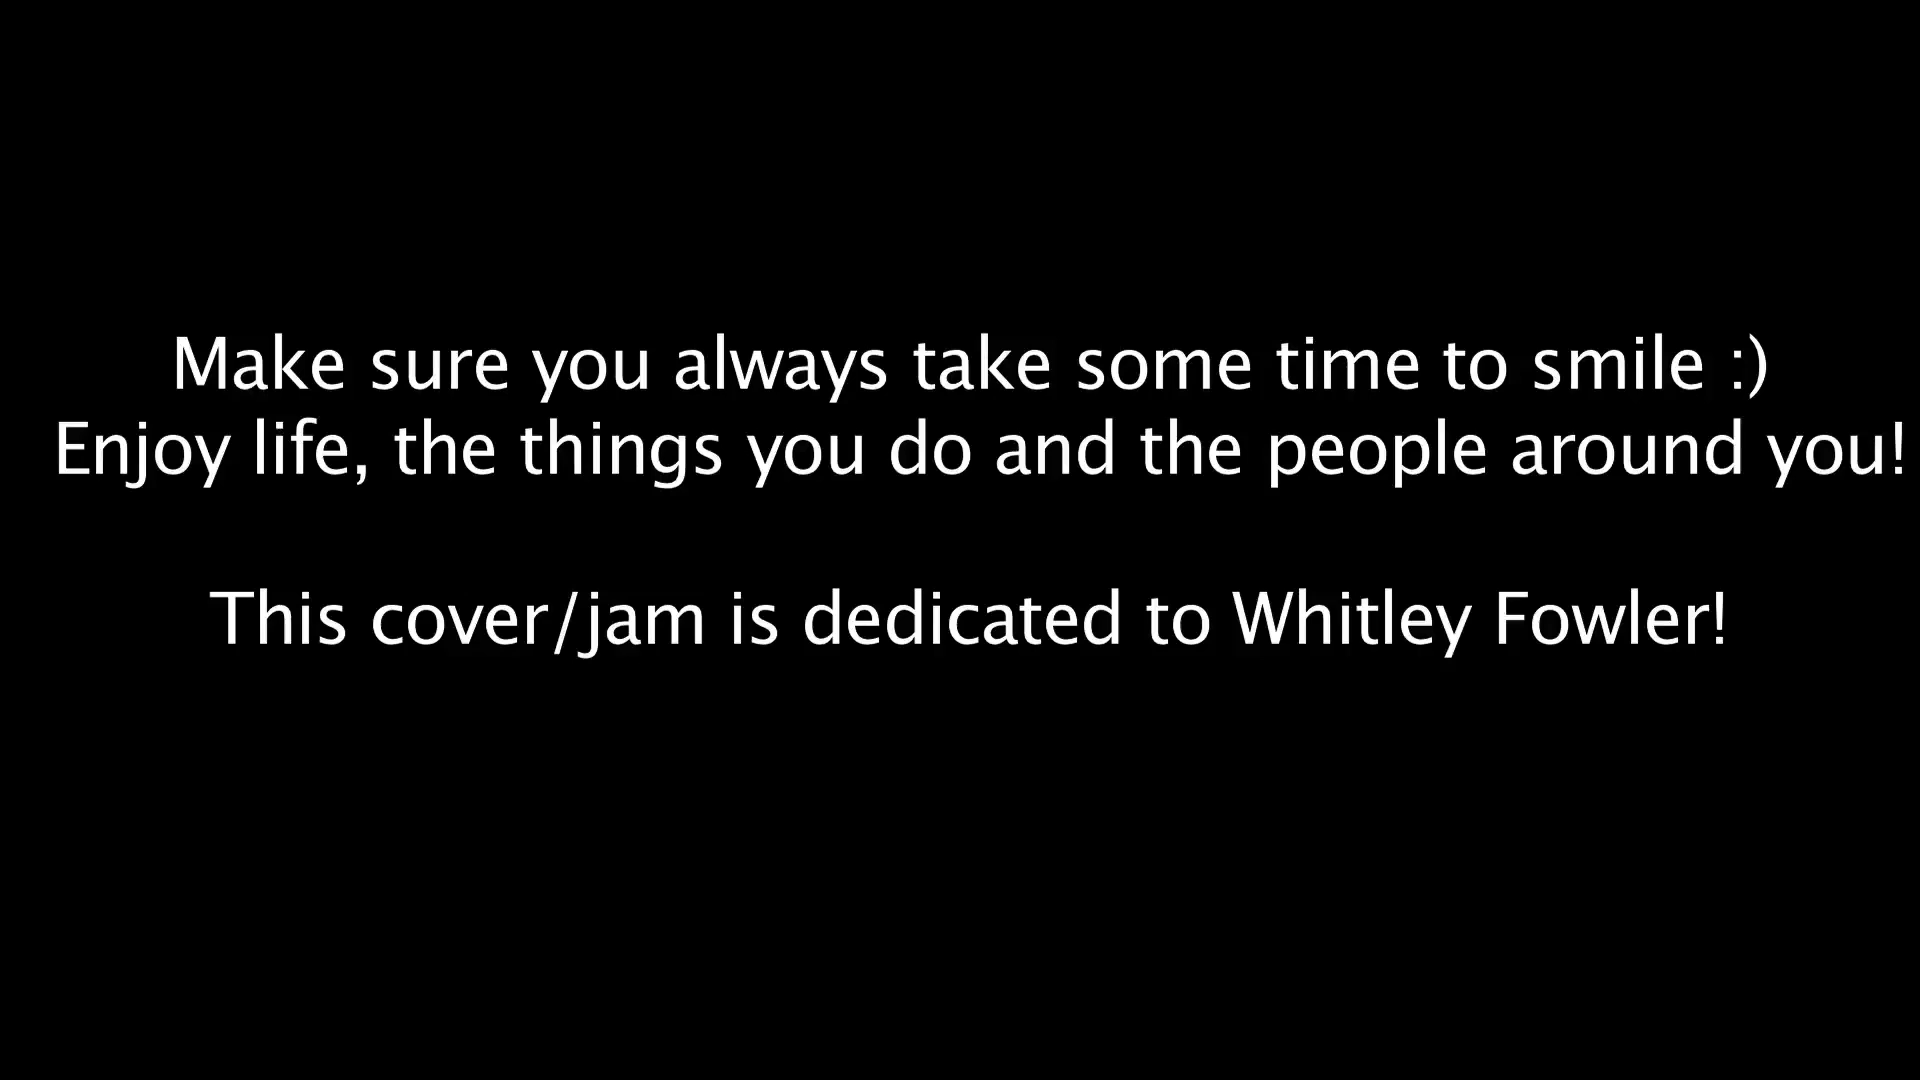 Make sure you always take some time to smile :)
Enjoy life, the things you do and the people around you!
This cover/jam is dedicated to Whitley Fowler!